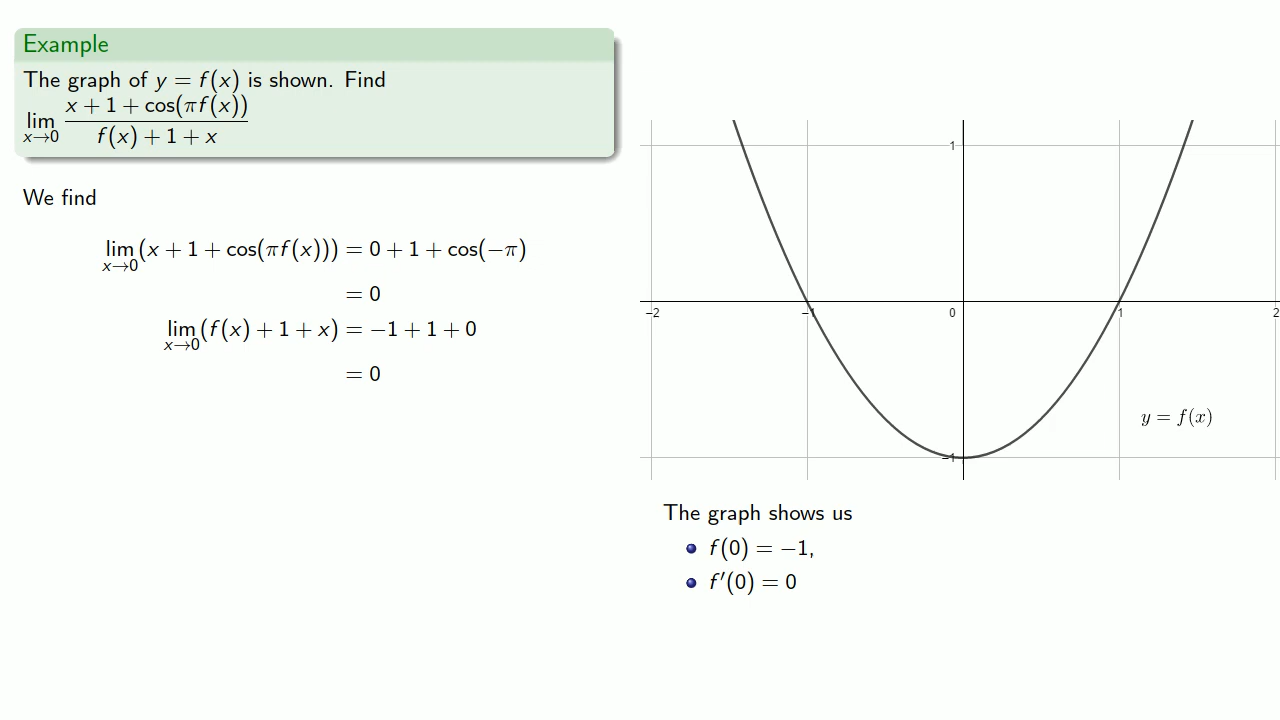 Example
The graph of y = f(x) is shown. Find
lim x→0 (x + 1 + cos(πf(x))) / (f(x) + 1 + x)
We find
lim x→0 (x + 1 + cos(πf(x))) = 0 + 1 + cos(−π)
= 0
lim x→0 (f(x) + 1 + x) = −1 + 1 + 0
= 0
1
−2 −1 0 1 2
y = f(x)
−1
The graph shows us
f(0) = −1,
f′(0) = 0